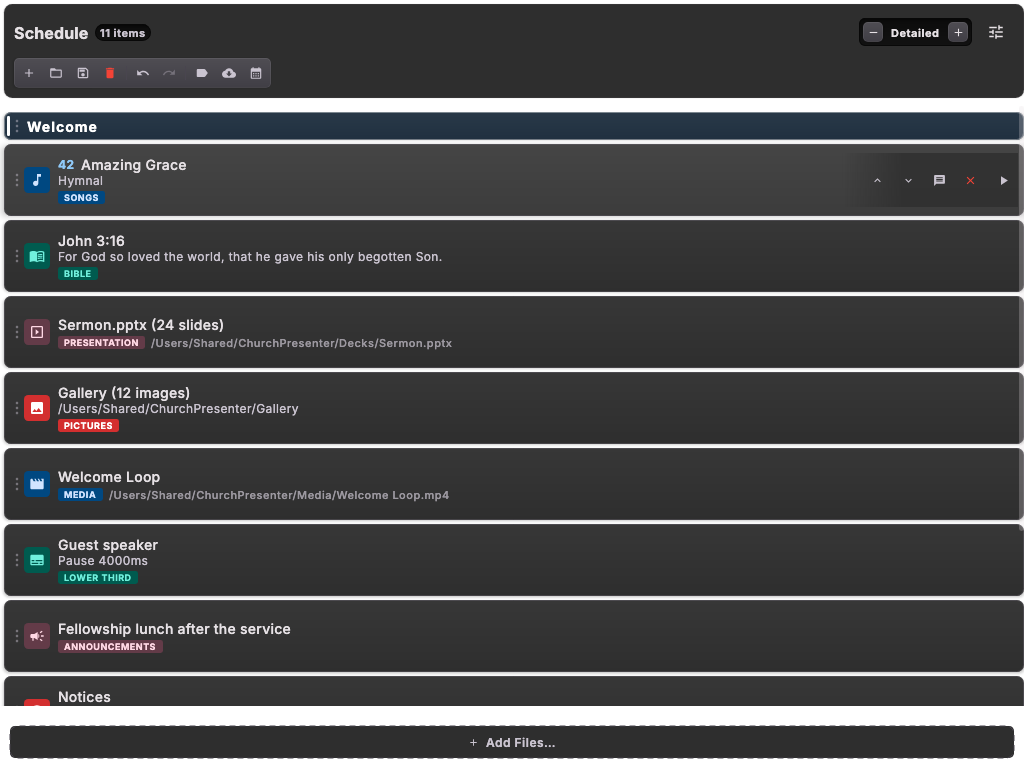 Schedule 11 items
Detailed
Welcome
42 Amazing Grace
Hymnal
SONGS
John 3:16
For God so loved the world, that he gave his only begotten Son.
BIBLE
Sermon.pptx (24 slides)
PRESENTATION /Users/Shared/ChurchPresenter/Decks/Sermon.pptx
Gallery (12 images)
/Users/Shared/ChurchPresenter/Gallery
PICTURES
Welcome Loop
MEDIA /Users/Shared/ChurchPresenter/Media/Welcome Loop.mp4
Guest speaker
Pause 4000ms
LOWER THIRD
Fellowship lunch after the service
ANNOUNCEMENTS
Notices
+ Add Files...